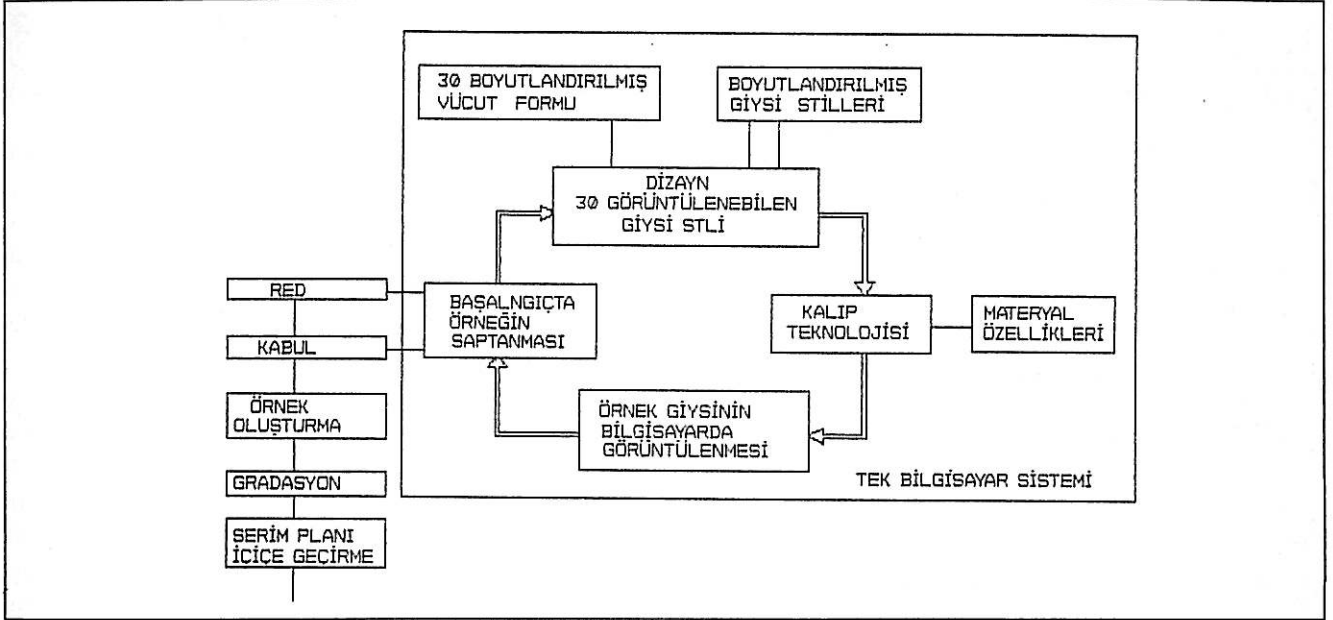 30 BOYUTLANDIRILMIŞ
VÜCUT FORMU
BOYUTLANDIRILMIŞ
GİYSİ STİLLERİ
DİZAYN
30 GÖRÜNTÜLENEBİLEN
GİYSİ STLİ
RED
BAŞALNGIÇTA
ÖRNEĞİN
SAPTANMASI
KALIP
TEKNOLOJİSİ
MATERYAL
ÖZELLİKLERİ
KABUL
ÖRNEK
OLUŞTURMA
ÖRNEK GİYSİNİN
BİLGİSAYARDA
GÖRÜNTÜLENMESİ
GRADASYON
TEK BİLGİSAYAR SİSTEMİ
SERİM PLANI
İÇİÇE GEÇİRME